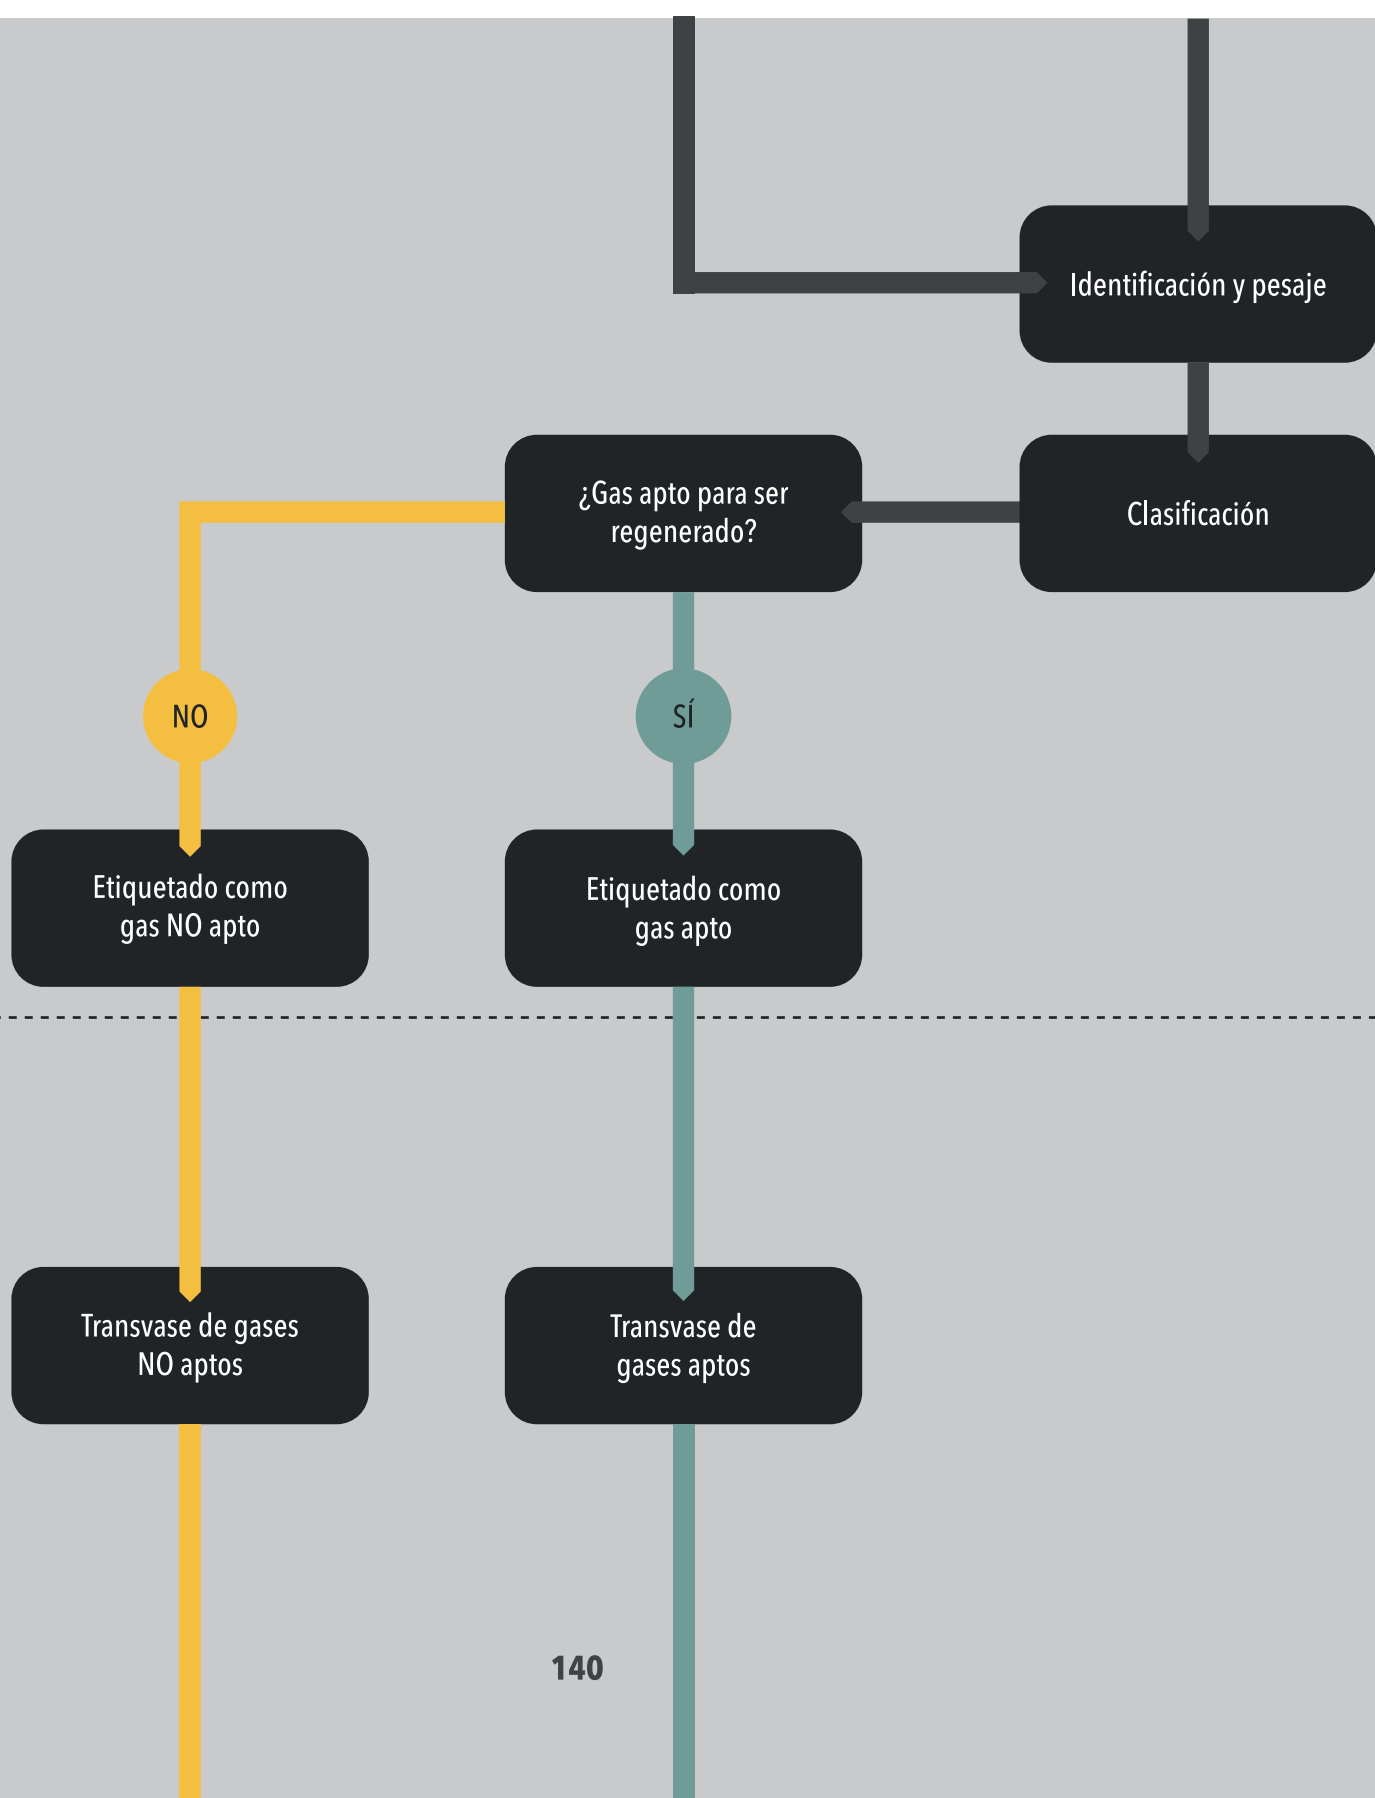 Identificación y pesaje
¿Gas apto para ser
regenerado?
Clasificación
NO
SÍ
Etiquetado como
gas NO apto
Etiquetado como
gas apto
Transvase de gases
NO aptos
Transvase de
gases aptos
140